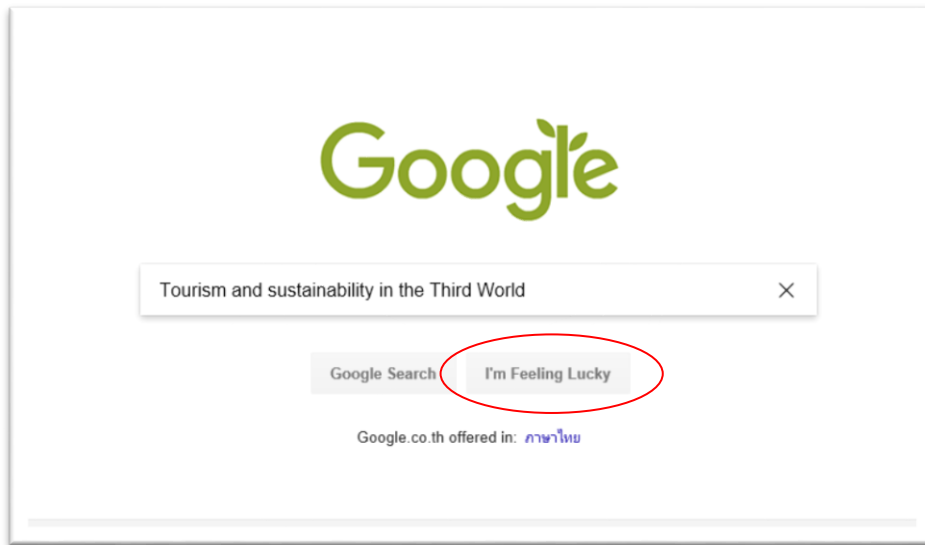 Google
Tourism and sustainability in the Third World
Google Search I'm Feeling Lucky
Google.co.th offered in: ภาษาไทย